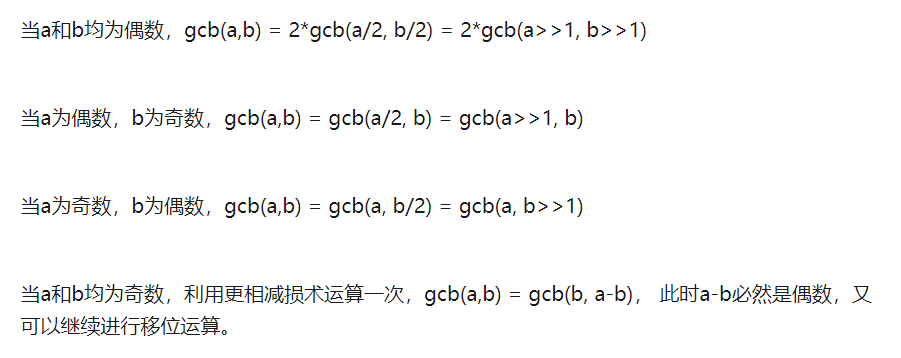 当a和b均为偶数，gcb(a,b) = 2*gcb(a/2, b/2) = 2*gcb(a>>1, b>>1)
当a为偶数，b为奇数，gcb(a,b) = gcb(a/2, b) = gcb(a>>1, b)
当a为奇数，b为偶数，gcb(a,b) = gcb(a, b/2) = gcb(a, b>>1)
当a和b均为奇数，利用更相减损术运算一次，gcb(a,b) = gcb(b, a-b)， 此时a-b必然是偶数，又
可以继续进行移位运算。